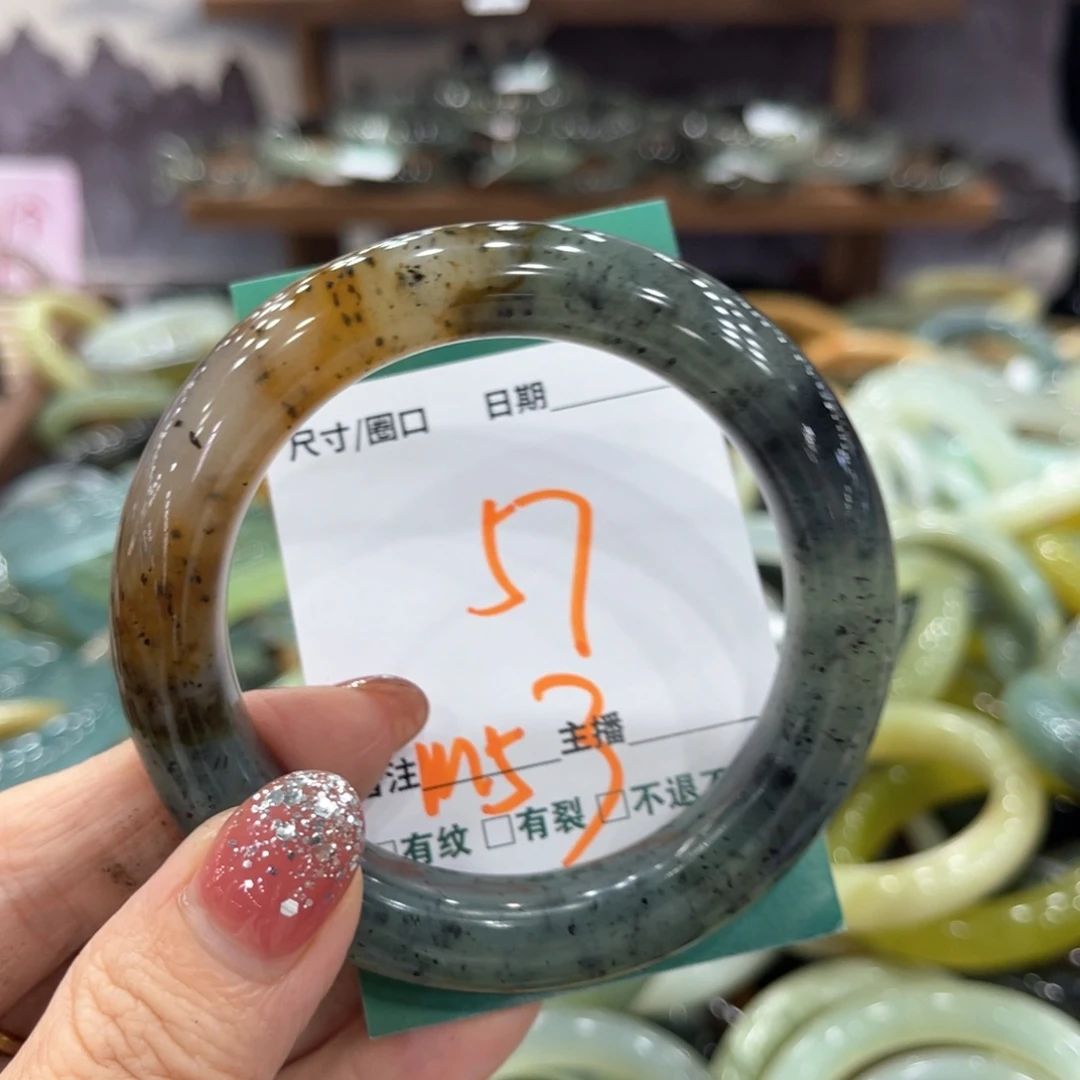 尺寸/圈口 日期
57
3
注 m5 主播
□有纹 □有裂 □不退